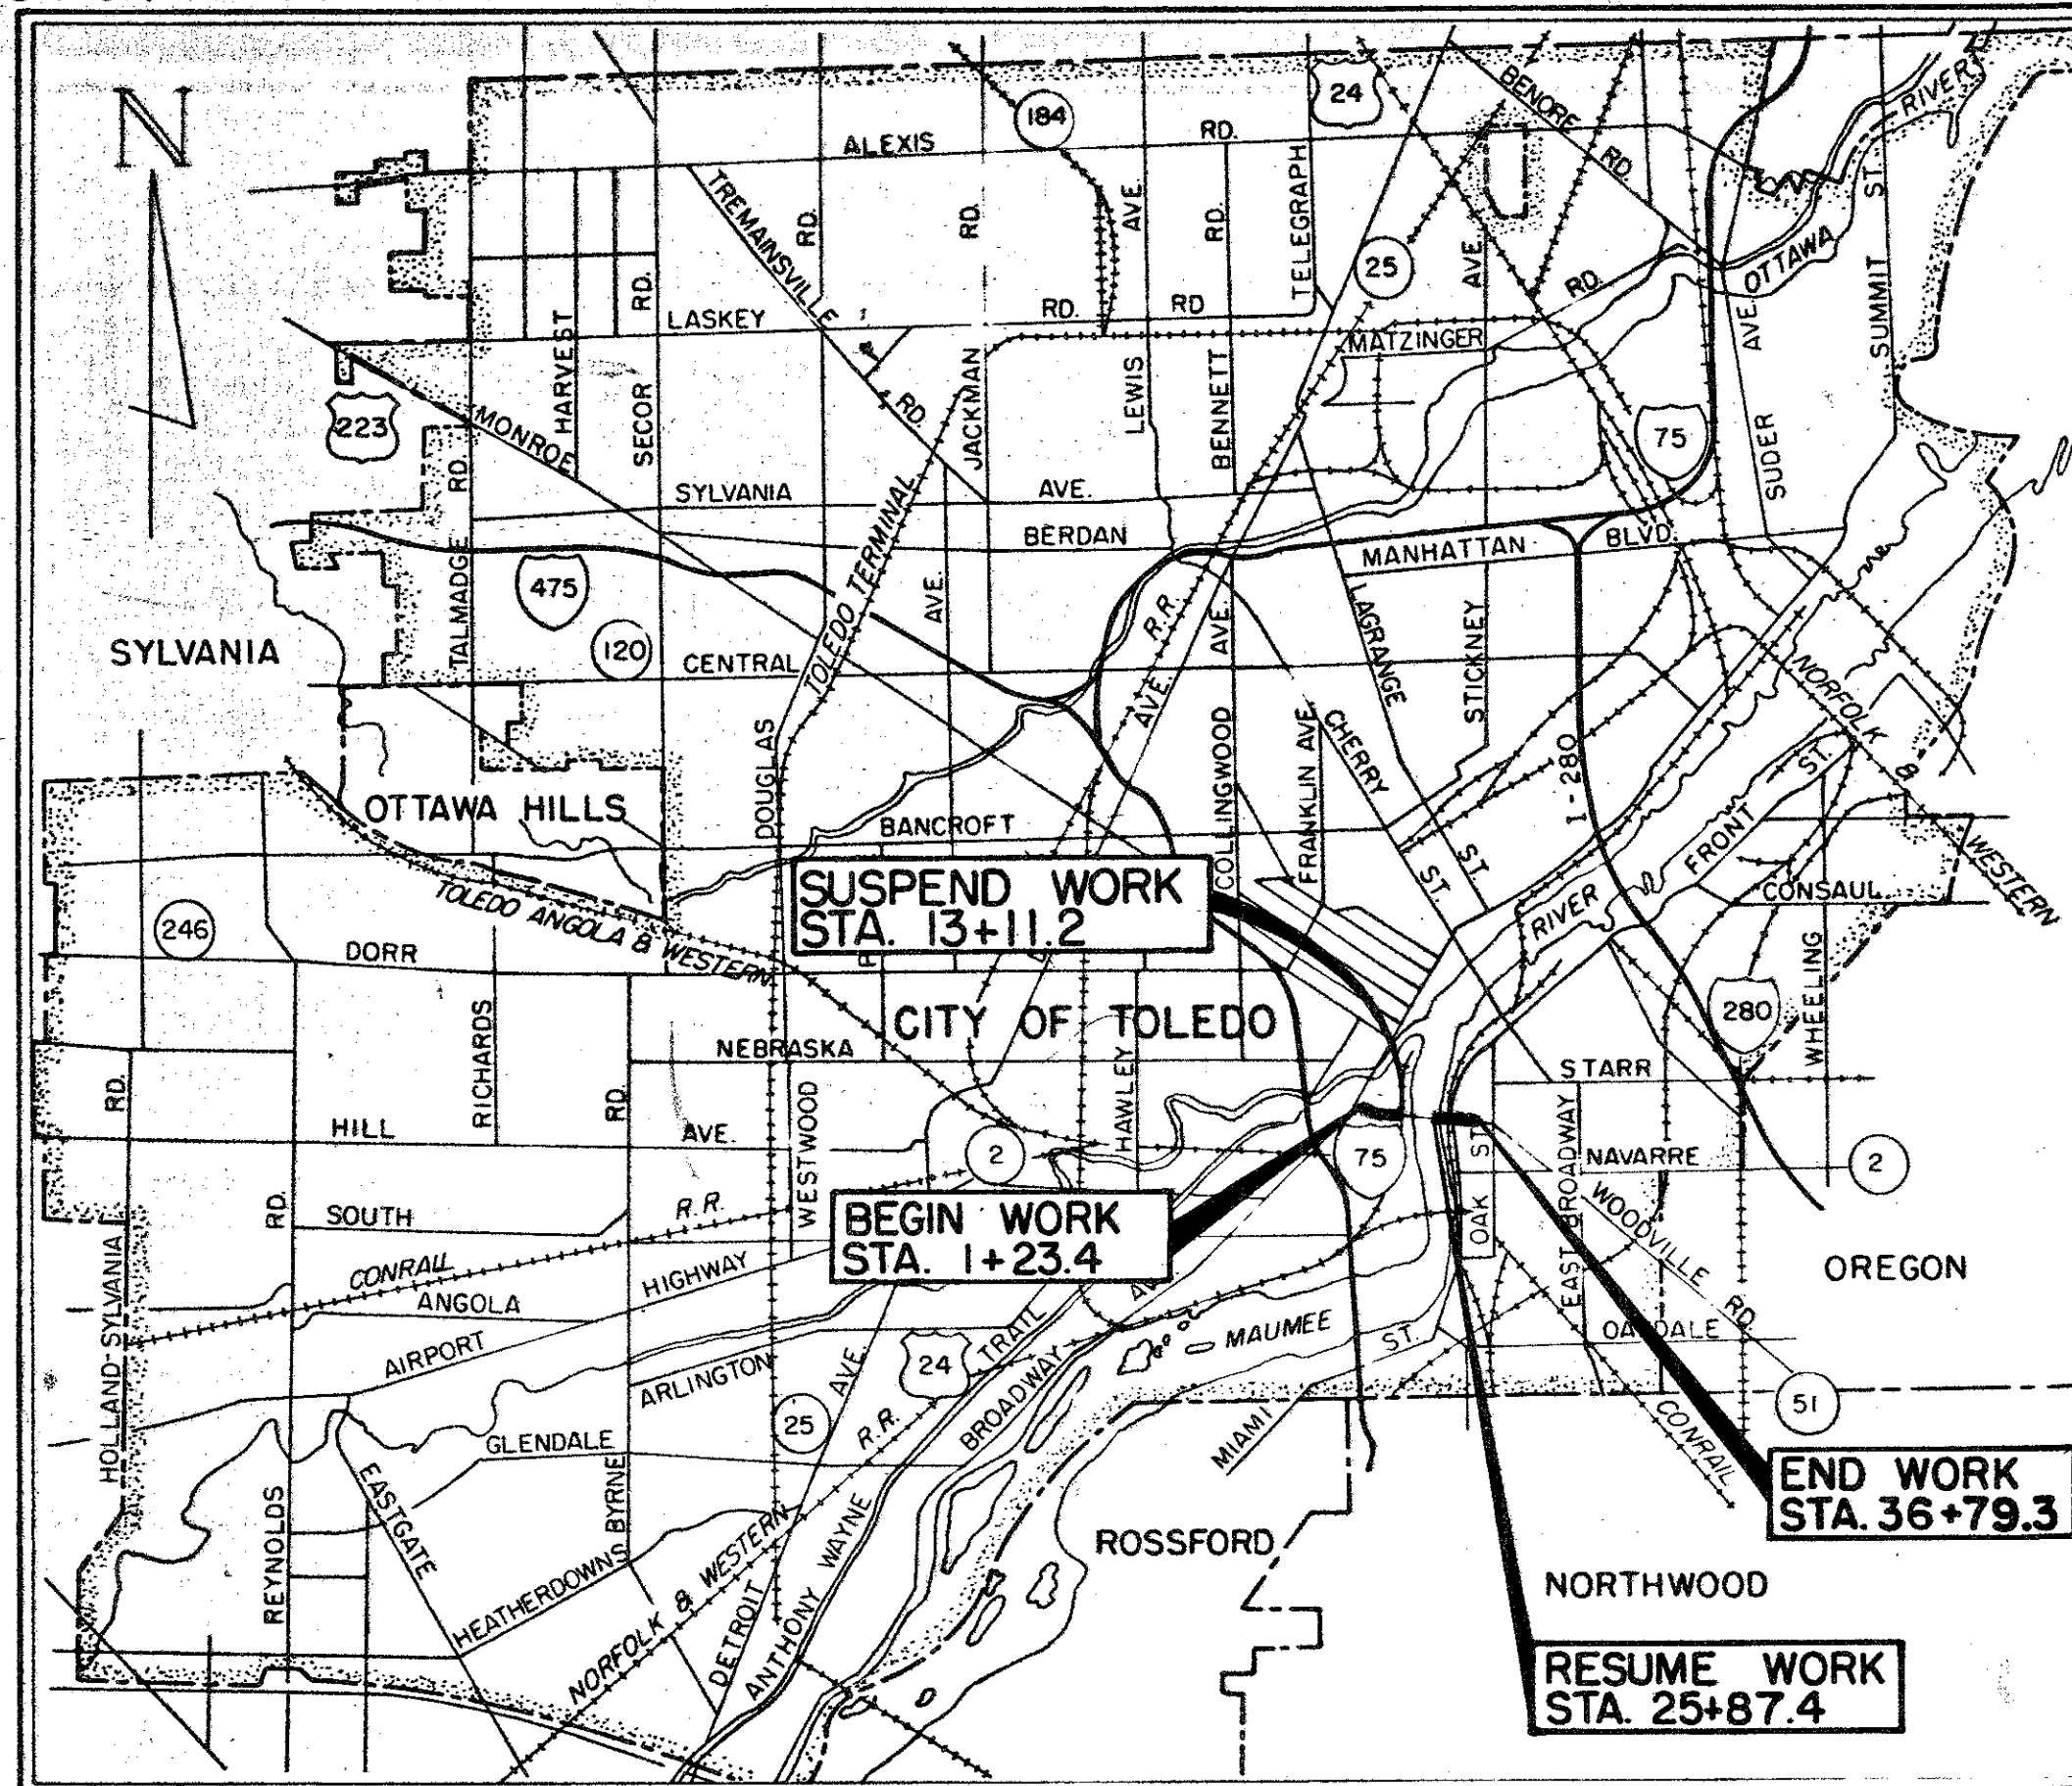 N
184
24
BENORE
RD.
RIVER
ALEXIS
RD.
TREMAINSVILLE
RD.
RD.
RD.
AVE
RD.
TELEGRAPH
25
AVE.
RD.
OTTAWA
ST.
SUMMIT
RD.
HARVEST
LASKEY
RD.
RD
MATZINGER
AVE.
223
MONROE
SECOR
JACKMAN
LEWIS
BENNETT
75
SUDER
RD.
SYLVANIA
AVE.
BERDAN
MANHATTAN
BLVD.
TALMADGE
475
TOLEDO TERMINAL
R.R.
AVE.
AVE.
LAGRANGE
STICKNEY
SYLVANIA
120
CENTRAL
AVE.
NORFOLK & WESTERN
DOUGLAS
COLLINGWOOD
FRANKLIN AVE.
CHERRY
ST.
I-280
ST.
OTTAWA HILLS
BANCROFT
ST.
FRONT
TOLEDO ANGOLA & WESTERN
SUSPEND WORK
STA. 13+11.2
RIVER
CONSAUL
246
DORR
CITY OF TOLEDO
280
WHEELING
RICHARDS
NEBRASKA
HAWLEY
STARR
RD.
RD.
WESTWOOD
HILL
AVE.
2
75
OAK ST.
EAST BROADWAY
NAVARRE
2
RD.
SOUTH
R.R.
BEGIN WORK
STA. 1+23.4
WOODVILLE
RD.
OREGON
HOLLAND-SYLVANIA
CONRAIL
ANGOLA
HIGHWAY
AIRPORT
ARLINGTON
AVE.
24
TRAIL
MAUMEE
ST.
OAKDALE
25
R.R.
BROADWAY
MIAMI
CONRAIL
51
GLENDALE
EASTGATE
REYNOLDS
BYRNE
END WORK
STA. 36+79.3
ROSSFORD
HEATHERDOWNS
NORFOLK & WESTERN
DETROIT
ANTHONY WAYNE
NORTHWOOD
RESUME WORK
STA. 25+87.4